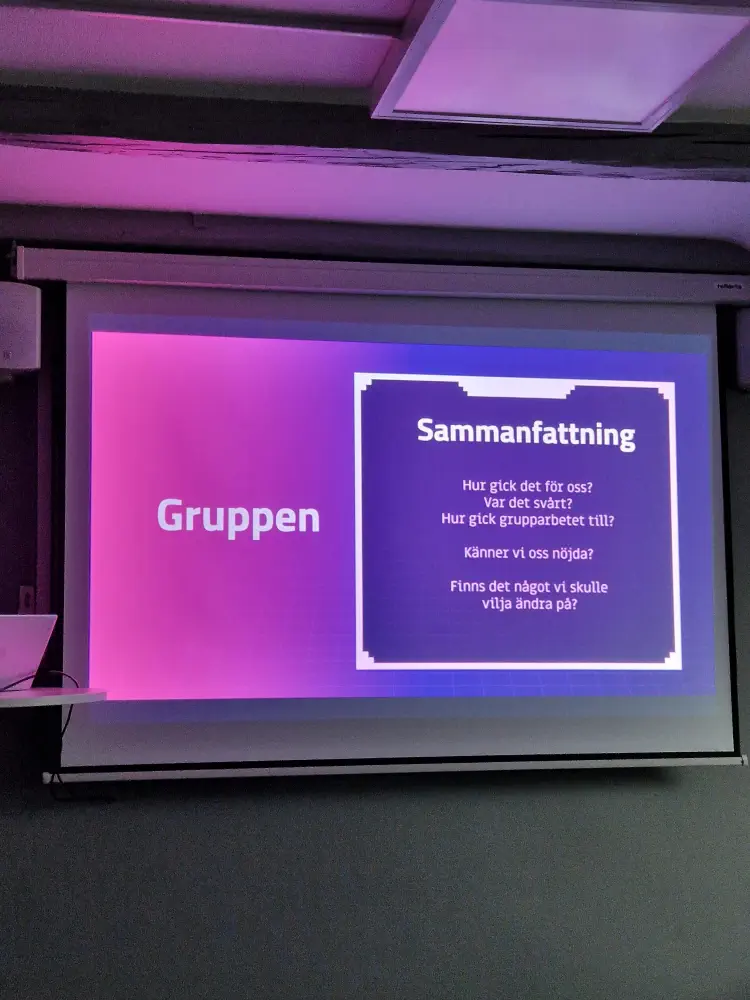 Gruppen
Sammanfattning
Hur gick det för oss?
Var det svårt?
Hur gick grupparbetet till?
Känner vi oss nöjda?
Finns det något vi skulle
vilja ändra på?